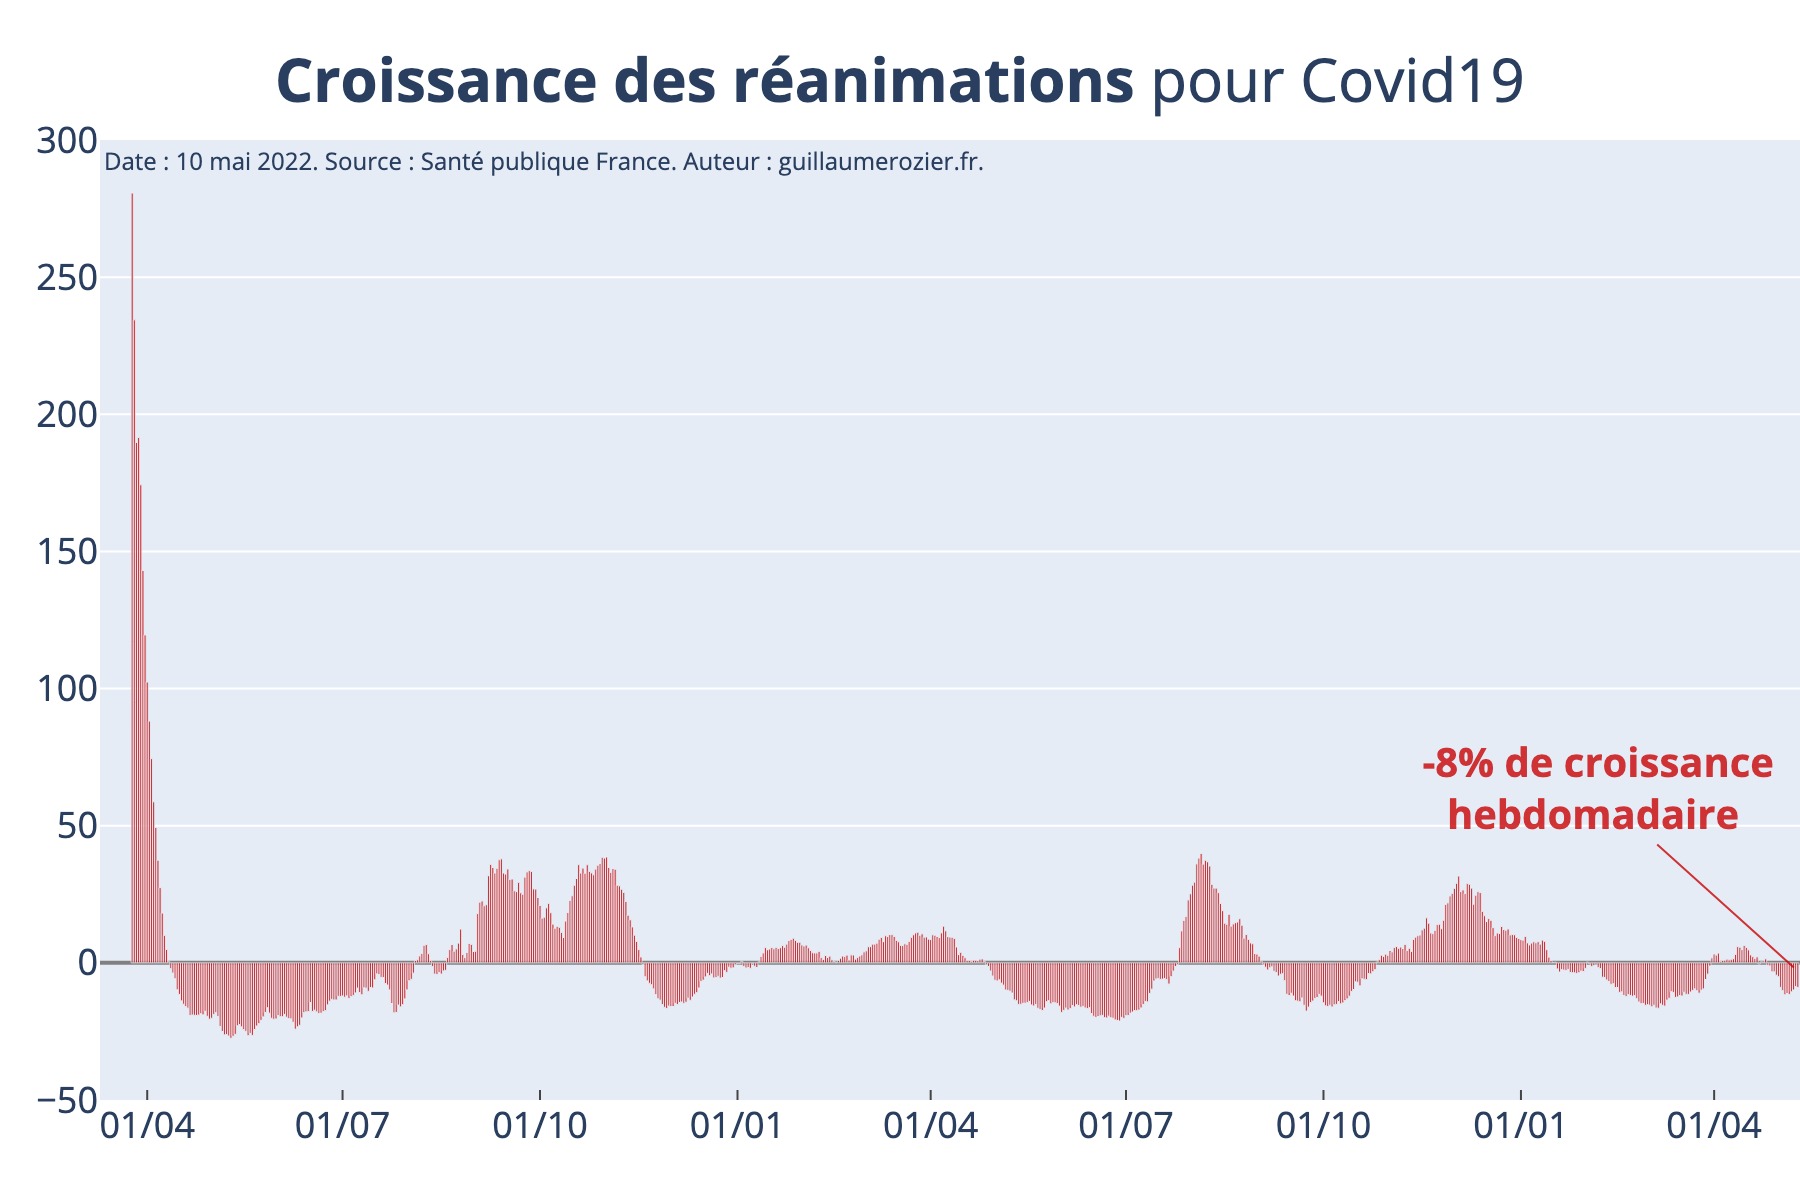 Croissance des réanimations pour Covid19
Date : 10 mai 2022. Source : Santé publique France. Auteur : guillaumerozier.fr.
300
250
200
150
100
50
0
−50
-8% de croissance
hebdomadaire
01/04 01/07 01/10 01/01 01/04 01/07 01/10 01/01 01/04